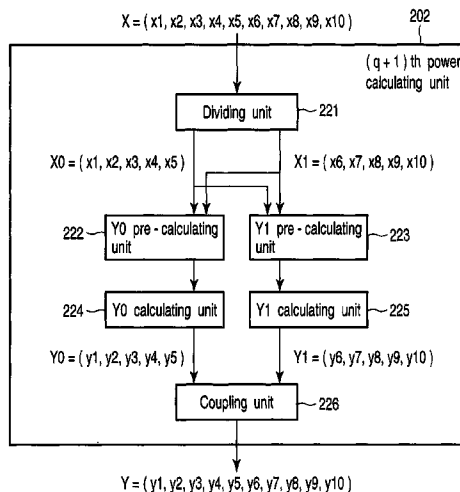 X = ( x1, x2, x3, x4, x5, x6, x7, x8, x9, x10 )
202
( q + 1 ) th power
calculating unit
Dividing unit
221
X0 = ( x1, x2, x3, x4, x5 )
X1 = ( x6, x7, x8, x9, x10 )
222
Y0 pre - calculating
unit
Y1 pre - calculating
unit
223
224
Y0 calculating unit
Y1 calculating unit
225
Y0 = ( y1, y2, y3, y4, y5 )
Y1 = ( y6, y7, y8, y9, y10 )
Coupling unit
226
Y = ( y1, y2, y3, y4, y5, y6, y7, y8, y9, y10 )